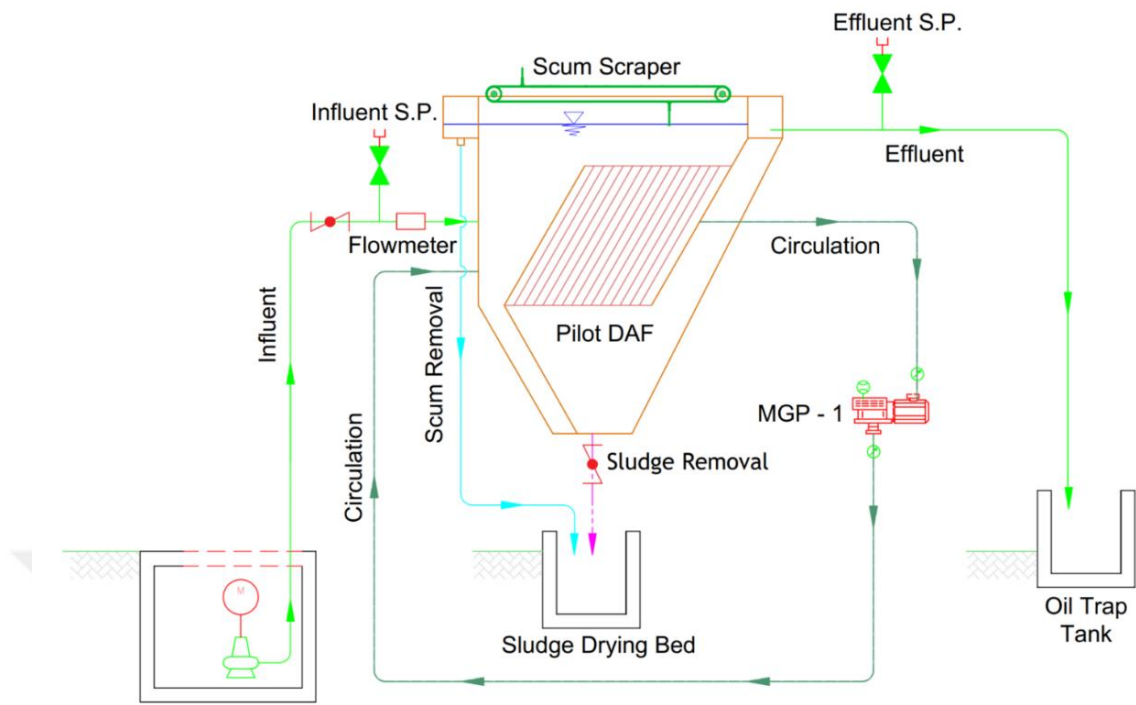 Effluent S.P.
Scum Scraper
Influent S.P.
Effluent
Flowmeter
Circulation
Influent
Scum Removal
Pilot DAF
MGP - 1
Circulation
Sludge Removal
M
Oil Trap
Tank
Sludge Drying Bed